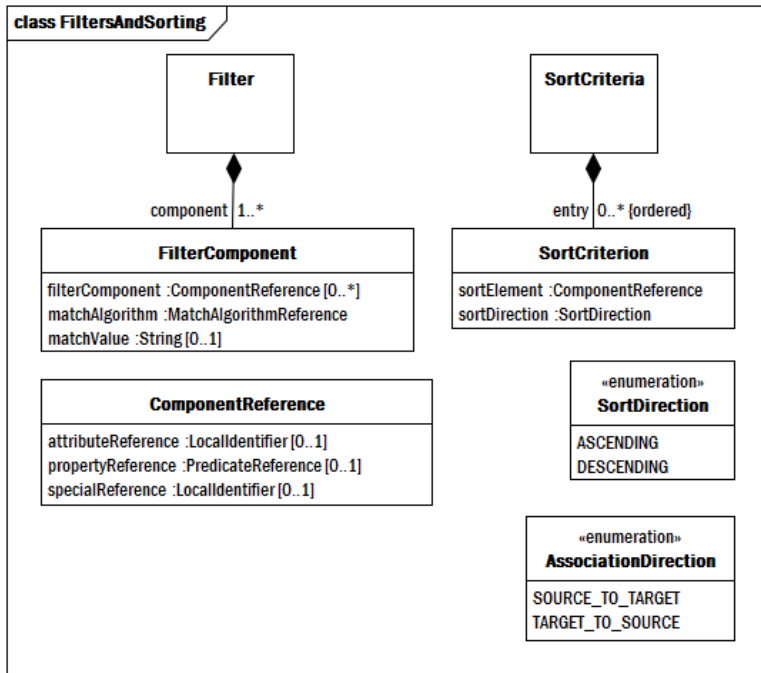 class FiltersAndSorting
Filter
component 1..*
FilterComponent
filterComponent :ComponentReference [0..*]
matchAlgorithm :MatchAlgorithmReference
matchValue :String [0..1]
ComponentReference
attributeReference :LocalIdentifier [0..1]
propertyReference :PredicateReference [0..1]
specialReference :LocalIdentifier [0..1]
SortCriteria
entry 0..* {ordered}
SortCriterion
sortElement :ComponentReference
sortDirection :SortDirection
«enumeration»
SortDirection
ASCENDING
DESCENDING
«enumeration»
AssociationDirection
SOURCE_TO_TARGET
TARGET_TO_SOURCE